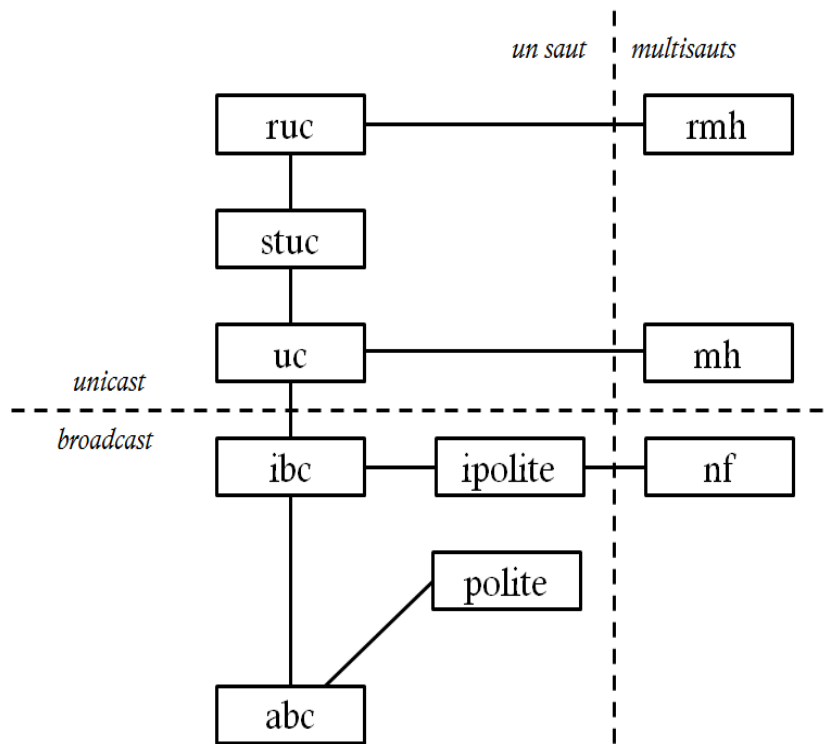 un saut
multisauts
ruc
rmh
stuc
uc
mh
unicast
broadcast
ibc
ipolite
nf
polite
abc